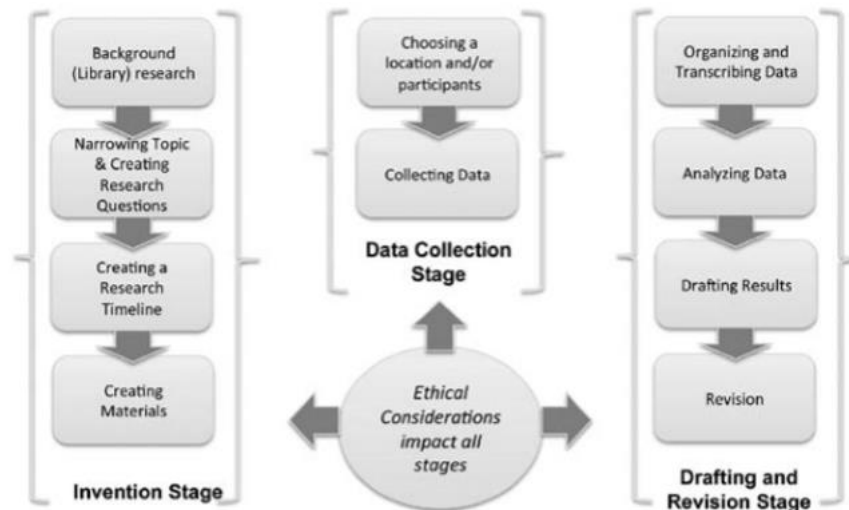 Background
(Library) research
Narrowing Topic
& Creating
Research
Questions
Creating a
Research
Timeline
Creating
Materials
Invention Stage
Choosing a
location and/or
participants
Collecting Data
Data Collection
Stage
Ethical
Considerations
impact all
stages
Organizing and
Transcribing Data
Analyzing Data
Drafting Results
Revision
Drafting and
Revision Stage